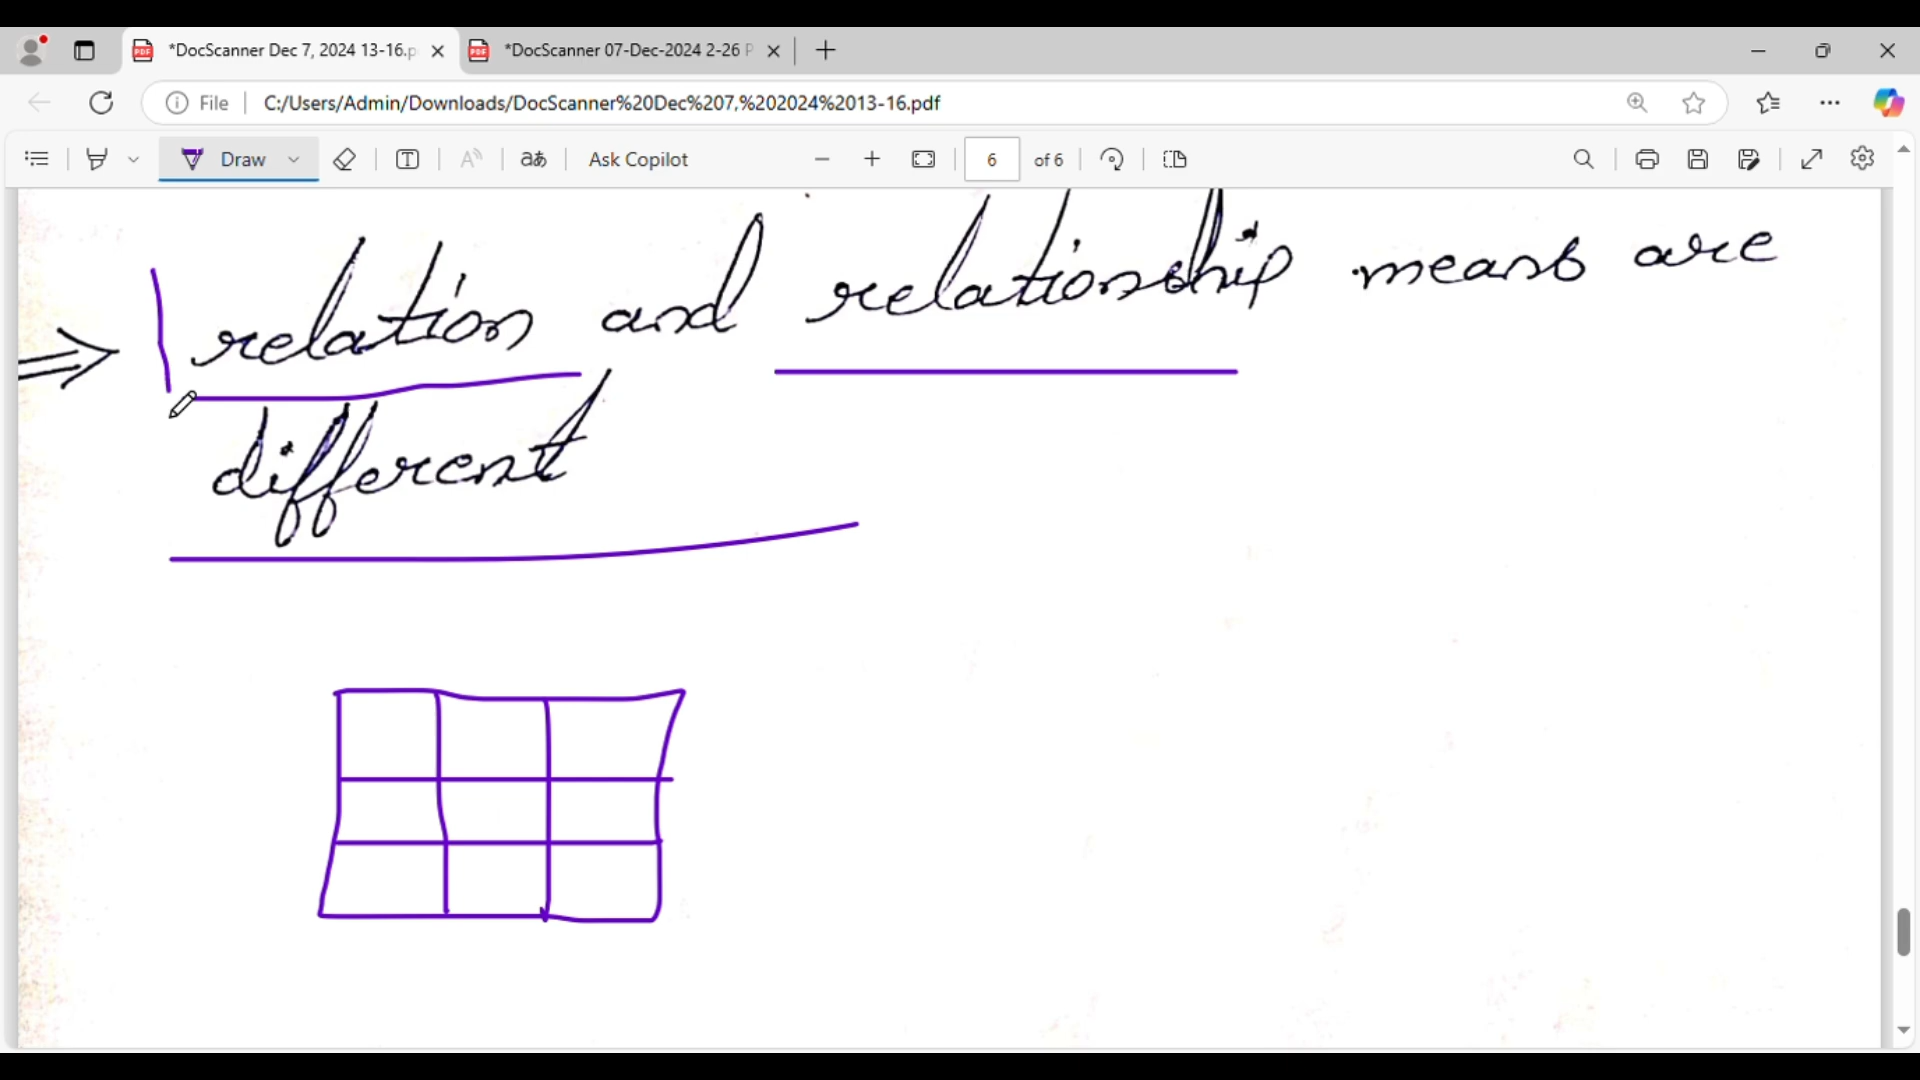 *DocScanner Dec 7, 2024 13-16.p
*DocScanner 07-Dec-2024 2-26 P
File
C:/Users/Admin/Downloads/DocScanner%20Dec%207,%202024%2013-16.pdf
Draw
Ask Copilot
6 of 6
relation and relationship means are
different